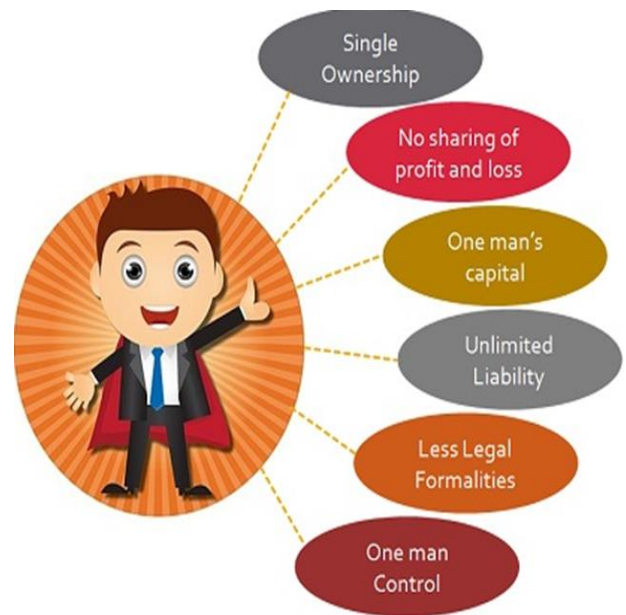 Single
Ownership
No sharing of
profit and loss
One man's
capital
Unlimited
Liability
Less Legal
Formalities
One man
Control